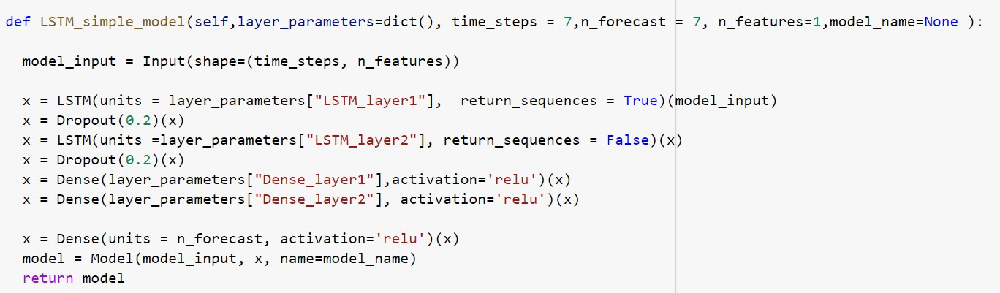 def LSTM_simple_model(self,layer_parameters=dict(), time_steps = 7,n_forecast = 7, n_features=1,model_name=None ):
model_input = Input(shape=(time_steps, n_features))
x = LSTM(units = layer_parameters["LSTM_layer1"],  return_sequences = True)(model_input)
x = Dropout(0.2)(x)
x = LSTM(units =layer_parameters["LSTM_layer2"], return_sequences = False)(x)
x = Dropout(0.2)(x)
x = Dense(layer_parameters["Dense_layer1"],activation='relu')(x)
x = Dense(layer_parameters["Dense_layer2"], activation='relu')(x)
x = Dense(units = n_forecast, activation='relu')(x)
model = Model(model_input, x, name=model_name)
return model